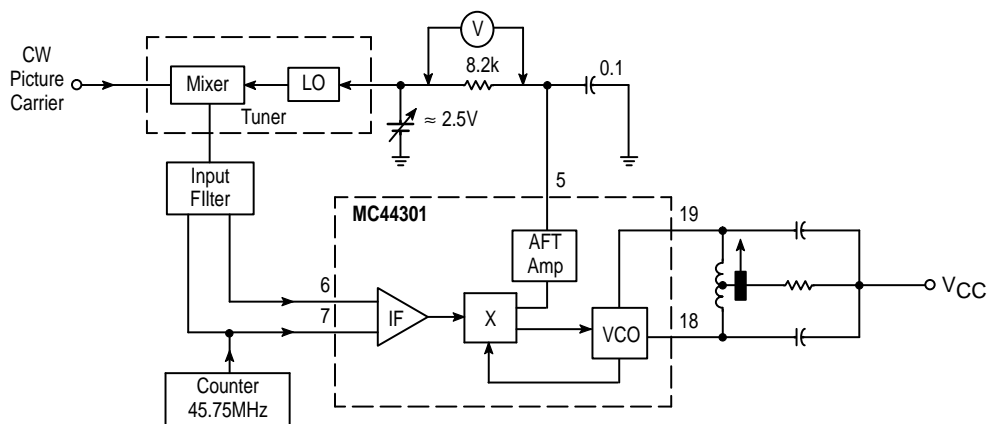 CW
Picture
Carrier
Mixer
LO
Tuner
V
8.2k
0.1
≈ 2.5V
Input
FIlter
5
MC44301
AFT
Amp
6
7
IF
X
VCO
19
18
VCC
Counter
45.75MHz